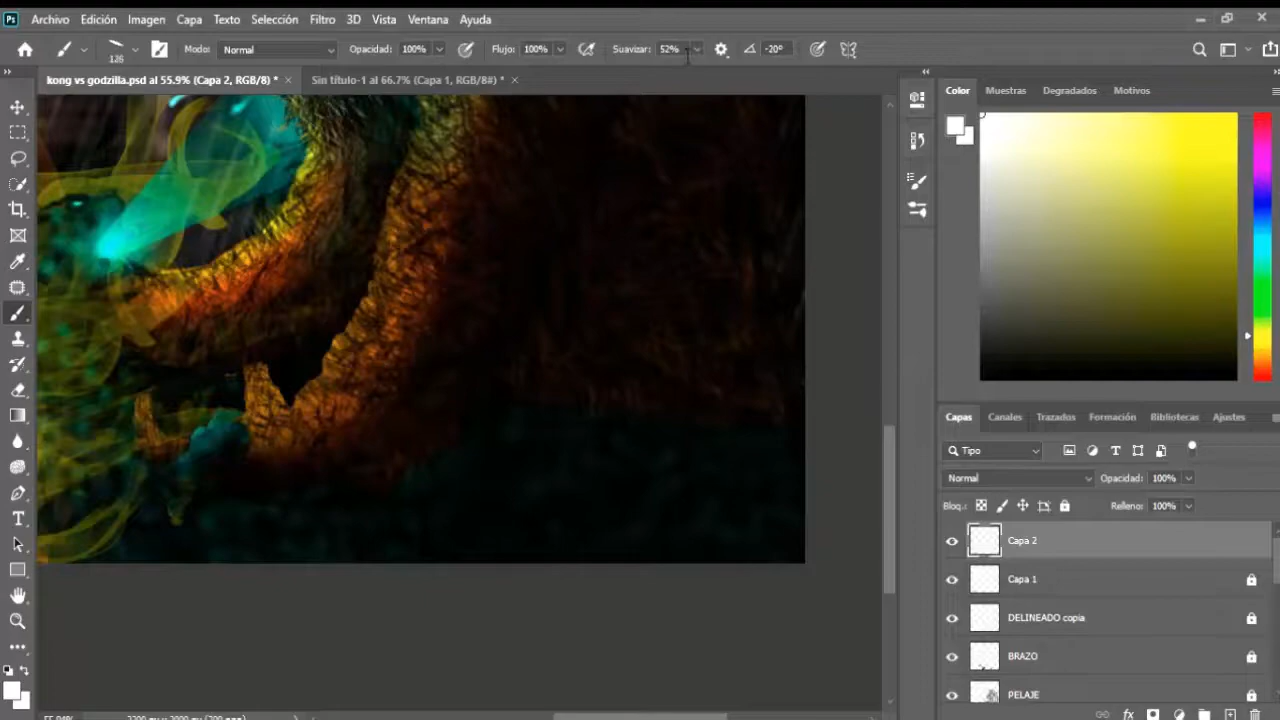 Ps Archivo Edición Imagen Capa Texto Selección Filtro 3D Vista Ventana Ayuda
126 Modo: Normal Opacidad: 100% Flujo: 100% Suavizar: 52% -20°
kong vs godzilla.psd al 55.9% (Capa 2, RGB/8) * × Sin título-1 al 66.7% (Capa 1, RGB/8#) * ×
Color Muestras Degradados Motivos
Capas Canales Trazados Formación Bibliotecas Ajustes
Tipo
Normal Opacidad: 100%
Bloq.: Relleno: 100%
Capa 2
Capa 1
DELINEADO copia
BRAZO
PELAJE